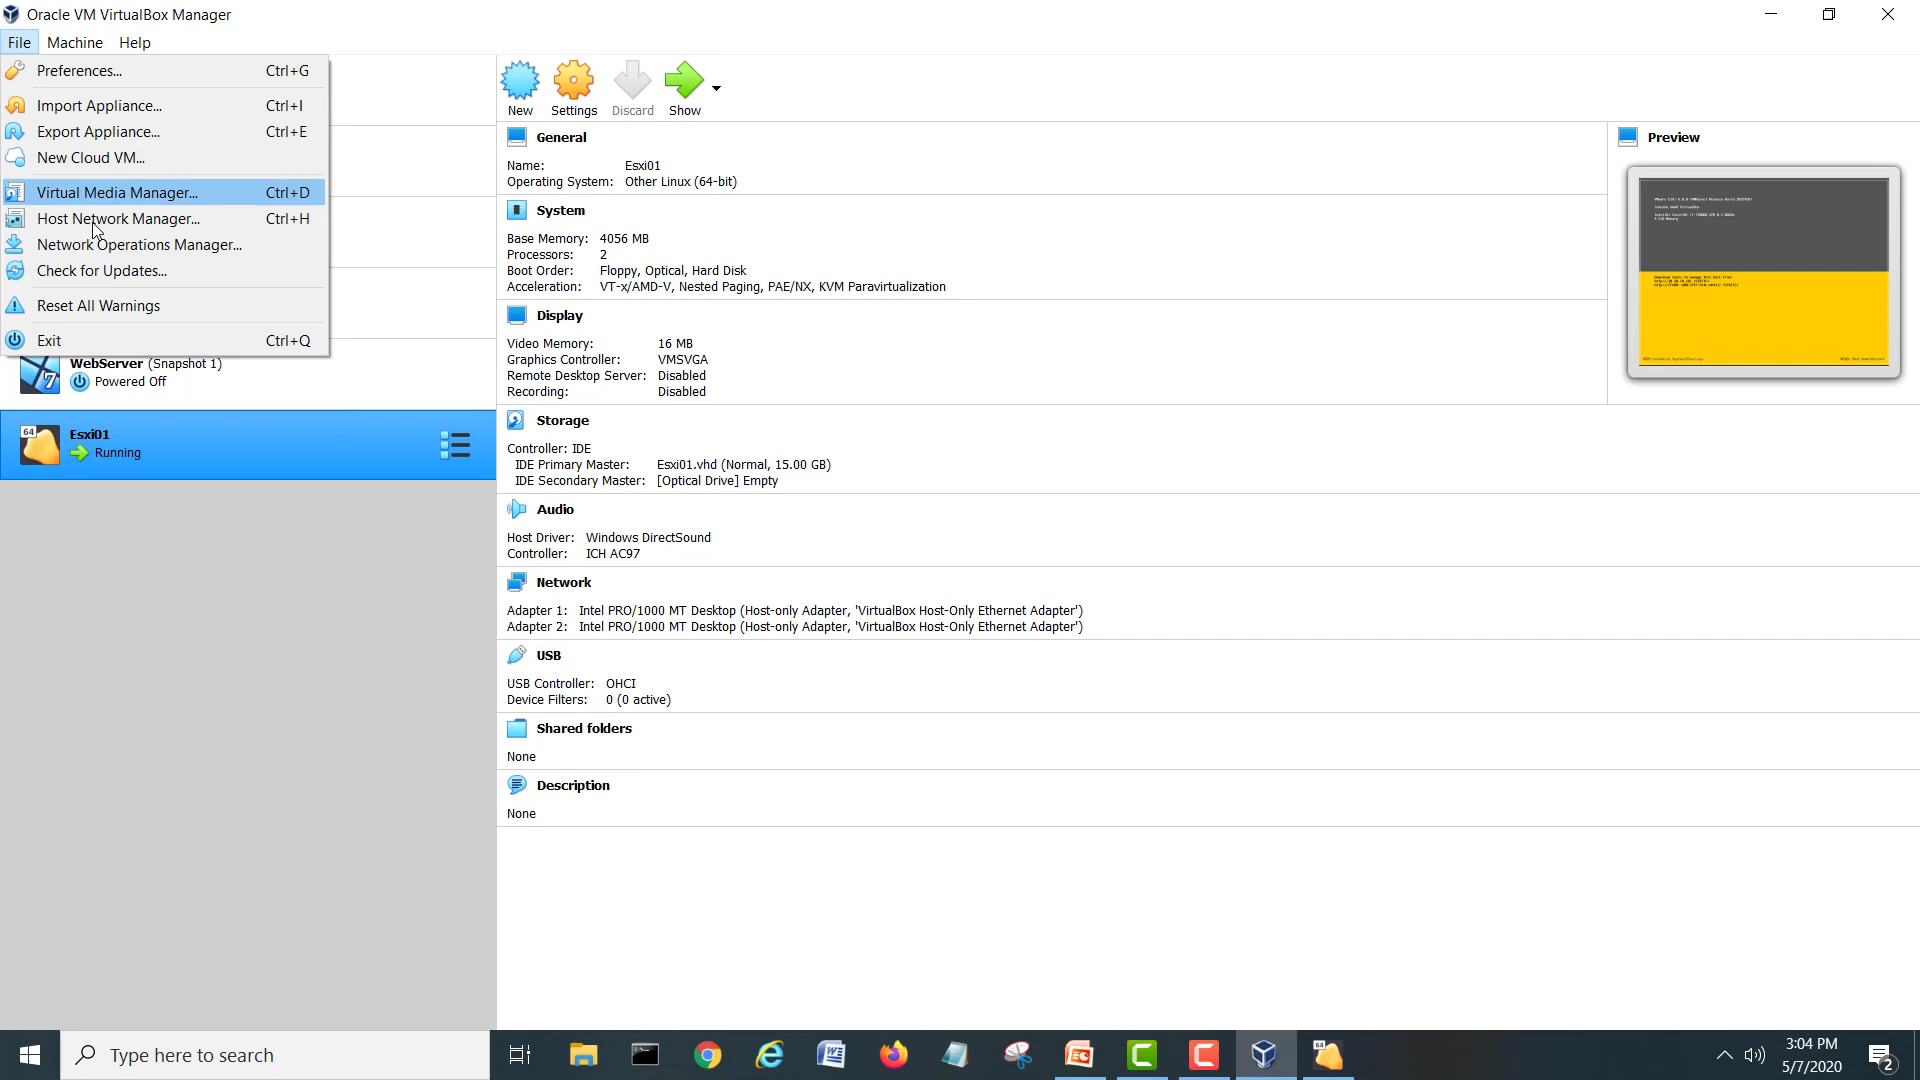 Oracle VM VirtualBox Manager
File Machine Help
Preferences... Ctrl+G
Import Appliance... Ctrl+I
Export Appliance... Ctrl+E
New Cloud VM...
Virtual Media Manager... Ctrl+D
Host Network Manager... Ctrl+H
Network Operations Manager...
Check for Updates...
Reset All Warnings
Exit Ctrl+Q
WebServer (Snapshot 1)
Powered Off
64
Esxi01
Running
New Settings Discard Show
General
Name: Esxi01
Operating System: Other Linux (64-bit)
System
Base Memory: 4056 MB
Processors: 2
Boot Order: Floppy, Optical, Hard Disk
Acceleration: VT-x/AMD-V, Nested Paging, PAE/NX, KVM Paravirtualization
Display
Video Memory: 16 MB
Graphics Controller: VMSVGA
Remote Desktop Server: Disabled
Recording: Disabled
Storage
Controller: IDE
IDE Primary Master: Esxi01.vhd (Normal, 15.00 GB)
IDE Secondary Master: [Optical Drive] Empty
Audio
Host Driver: Windows DirectSound
Controller: ICH AC97
Network
Adapter 1: Intel PRO/1000 MT Desktop (Host-only Adapter, 'VirtualBox Host-Only Ethernet Adapter')
Adapter 2: Intel PRO/1000 MT Desktop (Host-only Adapter, 'VirtualBox Host-Only Ethernet Adapter')
USB
USB Controller: OHCI
Device Filters: 0 (0 active)
Shared folders
None
Description
None
Preview
Type here to search
3:04 PM
5/7/2020
2